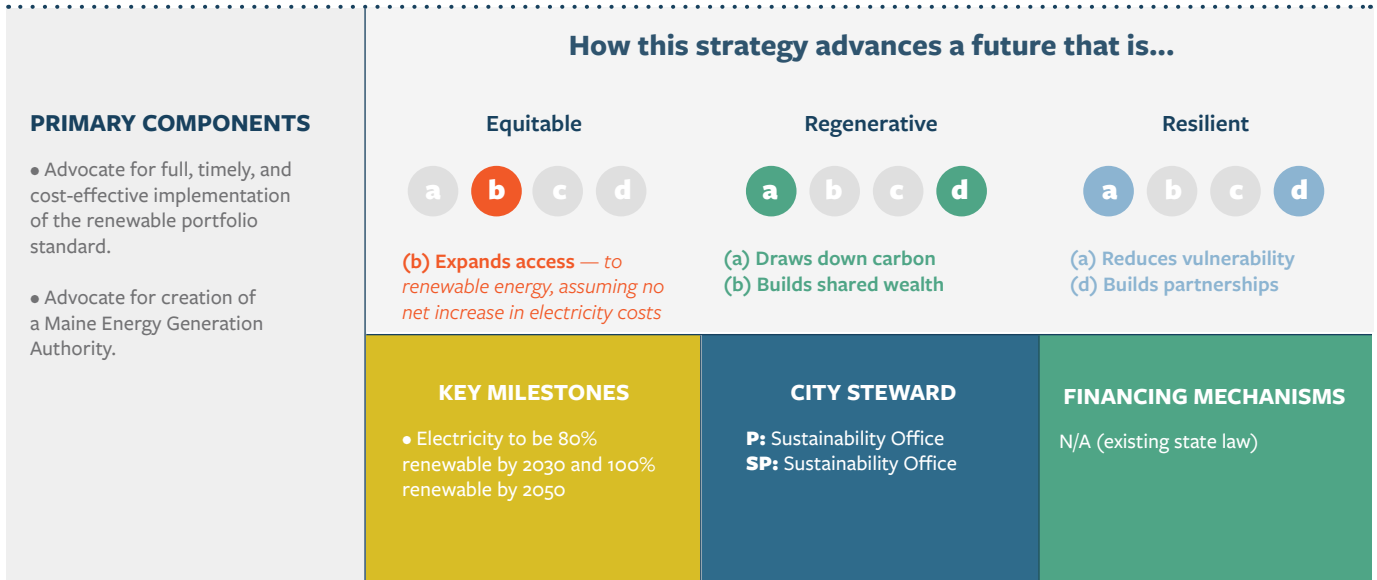 How this strategy advances a future that is...
PRIMARY COMPONENTS
• Advocate for full, timely, and
cost-effective implementation
of the renewable portfolio
standard.
• Advocate for creation of
a Maine Energy Generation
Authority.
Equitable
a b c d
(b) Expands access — to
renewable energy, assuming no
net increase in electricity costs
Regenerative
a b c d
(a) Draws down carbon
(b) Builds shared wealth
Resilient
a b c d
(a) Reduces vulnerability
(d) Builds partnerships
KEY MILESTONES
• Electricity to be 80%
renewable by 2030 and 100%
renewable by 2050
CITY STEWARD
P: Sustainability Office
SP: Sustainability Office
FINANCING MECHANISMS
N/A (existing state law)